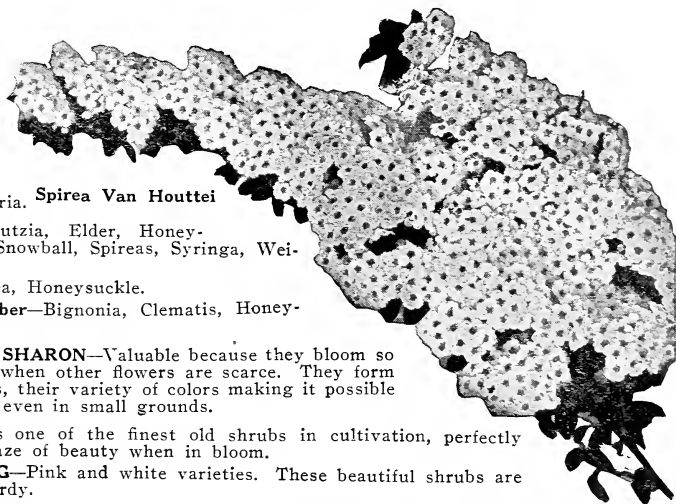 ria. Spirea Van Houttei
utzia, Elder, Honey-
Snowball, Spireas, Syringa, Wei-
a, Honeysuckle.
ber—Bignonia, Clematis, Honey-
SHARON—Valuable because they bloom so
when other flowers are scarce. They form
s, their variety of colors making it possible
even in small grounds.
s one of the finest old shrubs in cultivation, perfectly
aze of beauty when in bloom.
G—Pink and white varieties. These beautiful shrubs are
rdy.